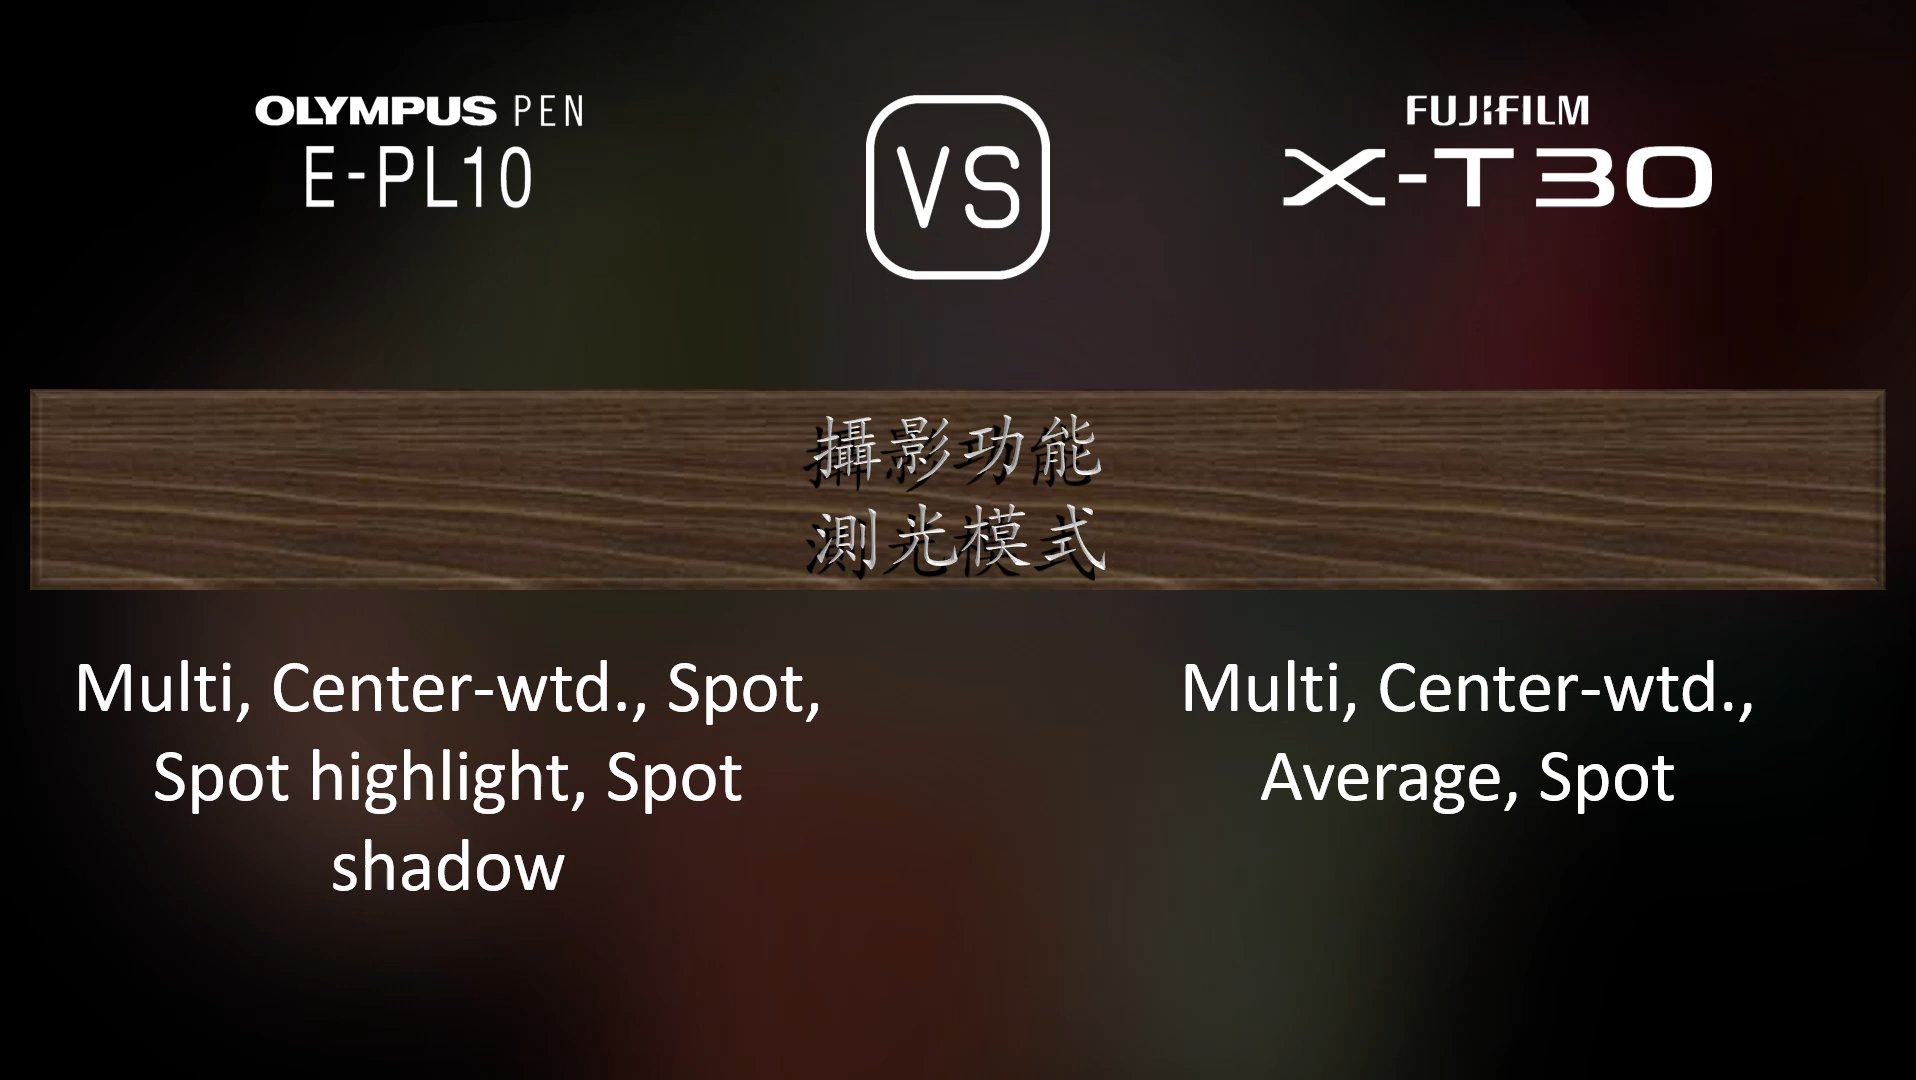 OLYMPUS PEN
E-PL10
VS
FUJIFILM
X-T30
攝影功能
測光模式
Multi, Center-wtd., Spot,
Spot highlight, Spot
shadow
Multi, Center-wtd.,
Average, Spot